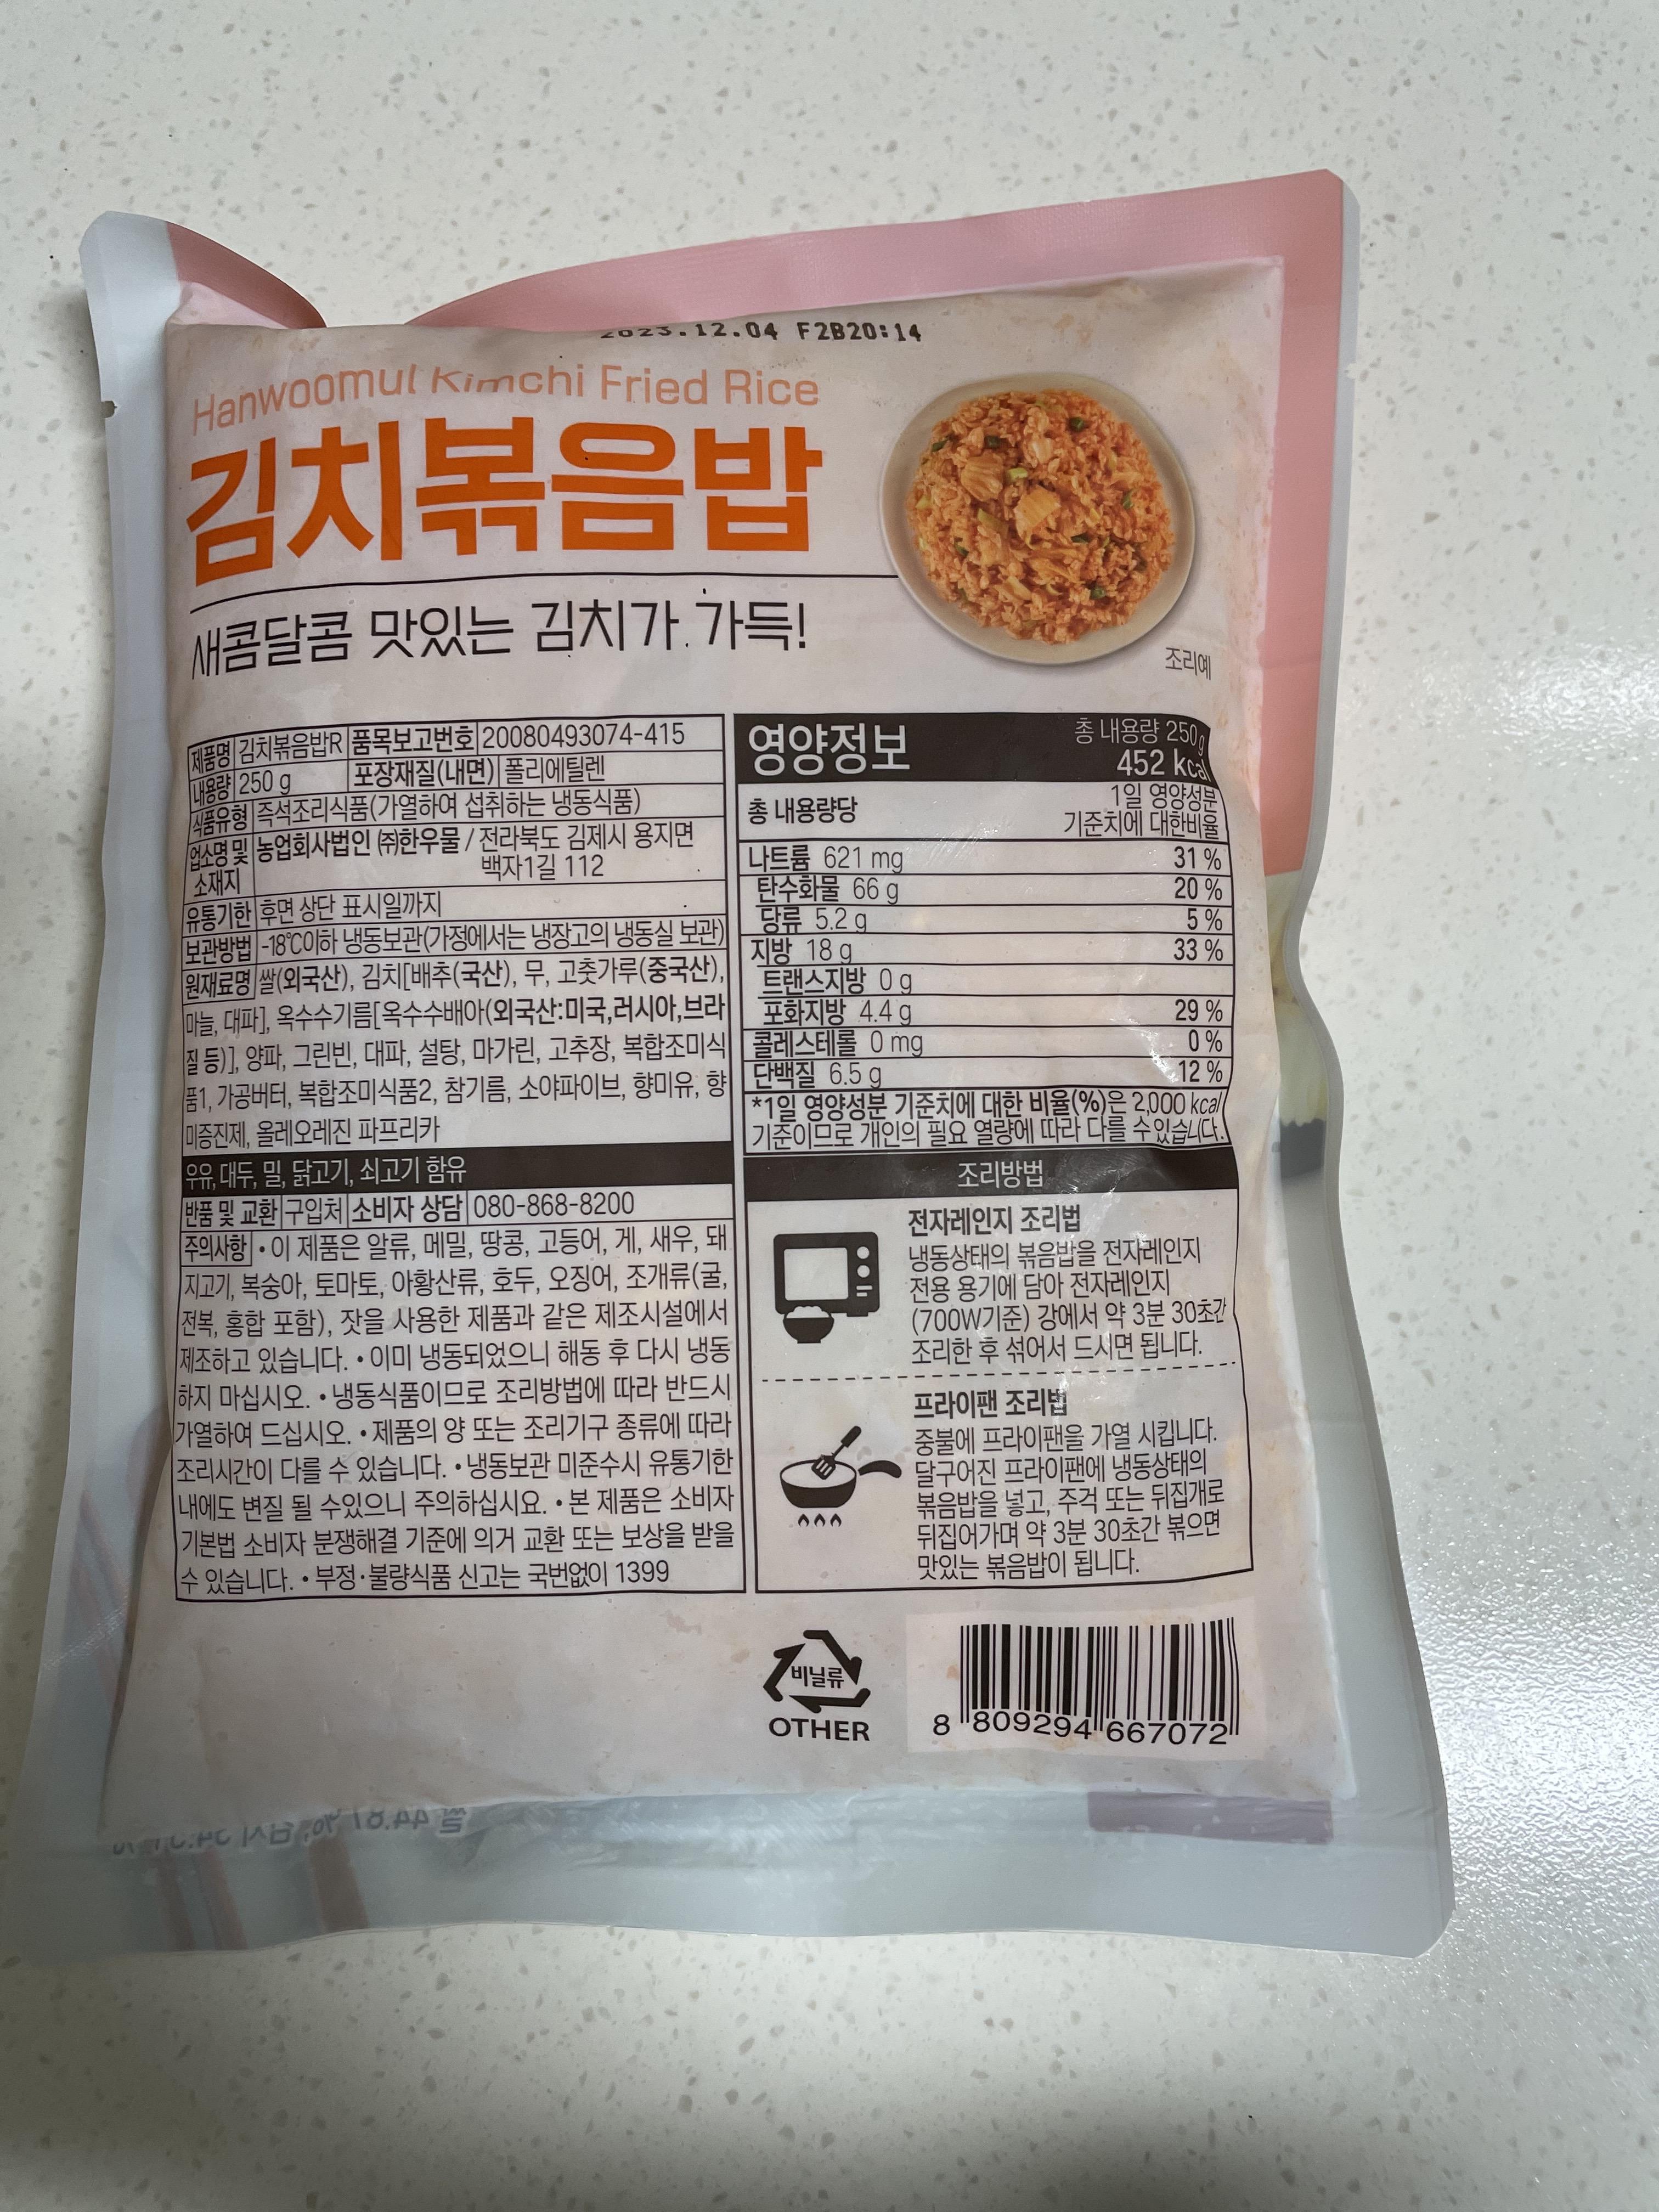 2023.12.04 F2B20:14
Hanwoomul Kimchi Fried Rice
김치볶음밥
새콤달콤 맛있는 김치가 가득!
조리예
제품명 김치볶음밥R 품목보고번호 20080493074-415
내용량 250 g 포장재질(내면) 폴리에틸렌
식품유형 즉석조리식품(가열하여 섭취하는 냉동식품)
업소명 및 소재지 농업회사법인 ㈜한우물 / 전라북도 김제시 용지면
백자1길 112
유통기한 후면 상단 표시일까지
보관방법 -18℃이하 냉동보관(가정에서는 냉장고의 냉동실 보관)
원재료명 쌀(외국산), 김치[배추(국산), 무, 고춧가루(중국산),
마늘, 대파], 옥수수기름[옥수수배아(외국산:미국,러시아,브라
질 등)], 양파, 그린빈, 대파, 설탕, 마가린, 고추장, 복합조미식
품1, 가공버터, 복합조미식품2, 참기름, 소야파이브, 향미유, 향
미증진제, 올레오레진 파프리카
우유, 대두, 밀, 닭고기, 쇠고기 함유
반품 및 교환 구입처 소비자 상담 080-868-8200
주의사항 • 이 제품은 알류, 메밀, 땅콩, 고등어, 게, 새우, 돼
지고기, 복숭아, 토마토, 아황산류, 호두, 오징어, 조개류(굴,
전복, 홍합 포함), 잣을 사용한 제품과 같은 제조시설에서
제조하고 있습니다. • 이미 냉동되었으니 해동 후 다시 냉동
하지 마십시오. • 냉동식품이므로 조리방법에 따라 반드시
가열하여 드십시오. • 제품의 양 또는 조리기구 종류에 따라
조리시간이 다를 수 있습니다. • 냉동보관 미준수시 유통기한
내에도 변질 될 수있으니 주의하십시요. • 본 제품은 소비자
기본법 소비자 분쟁해결 기준에 의거 교환 또는 보상을 받을
수 있습니다. • 부정·불량식품 신고는 국번없이 1399
영양정보
총 내용량 250g
452 kcal
총 내용량당
1일 영양성분
기준치에 대한비율
나트륨 621 mg 31 %
탄수화물 66 g 20 %
당류 5.2 g 5 %
지방 18 g 33 %
트랜스지방 0 g
포화지방 4.4 g 29 %
콜레스테롤 0 mg 0 %
단백질 6.5 g 12 %
*1일 영양성분 기준치에 대한 비율(%)은 2,000 kcal
기준이므로 개인의 필요 열량에 따라 다를 수 있습니다.
조리방법
전자레인지 조리법
냉동상태의 볶음밥을 전자레인지
전용 용기에 담아 전자레인지
(700W기준) 강에서 약 3분 30초간
조리한 후 섞어서 드시면 됩니다.
프라이팬 조리법
중불에 프라이팬을 가열 시킵니다.
달구어진 프라이팬에 냉동상태의
볶음밥을 넣고, 주걱 또는 뒤집개로
뒤집어가며 약 3분 30초간 볶으면
맛있는 볶음밥이 됩니다.
비닐류
OTHER
8 809294 667072